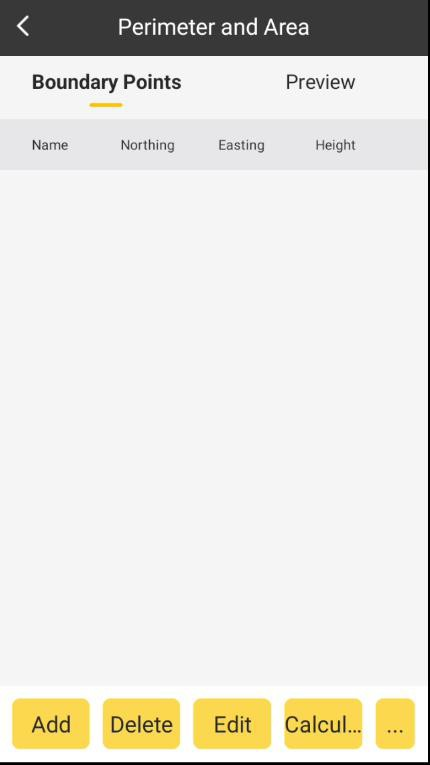 Perimeter and Area
Boundary Points Preview
Name Northing Easting Height
Add Delete Edit Calcul... ...